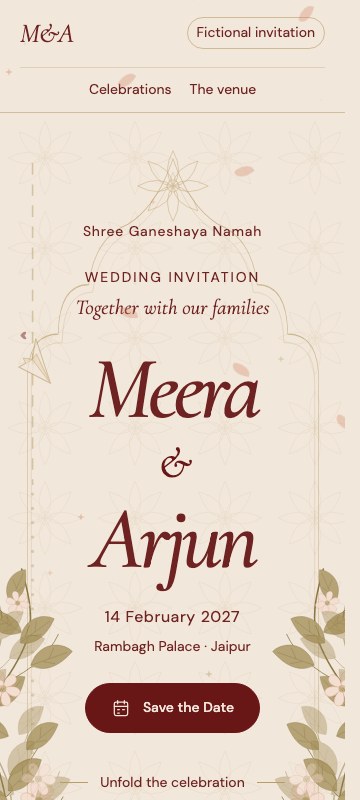 M&A
Fictional invitation
Celebrations
The venue
Shree Ganeshaya Namah
WEDDING INVITATION
Together with our families
Meera
&
Arjun
14 February 2027
Rambagh Palace · Jaipur
Save the Date
Unfold the celebration